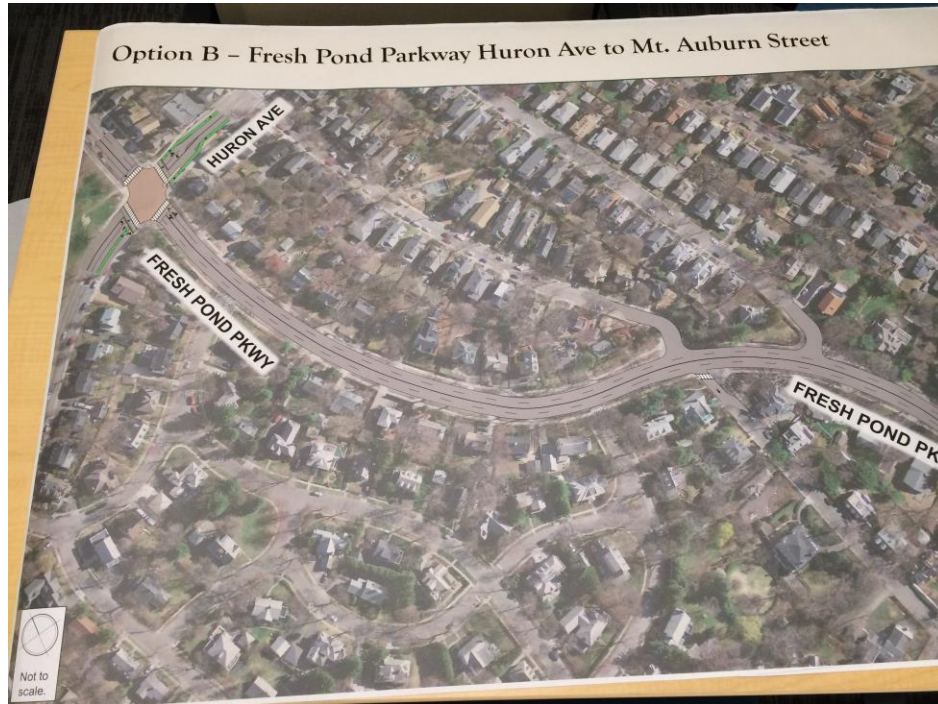 Option B – Fresh Pond Parkway Huron Ave to Mt. Auburn Street
HURON AVE
FRESH POND PKWY
FRESH POND PK
Not to
scale.